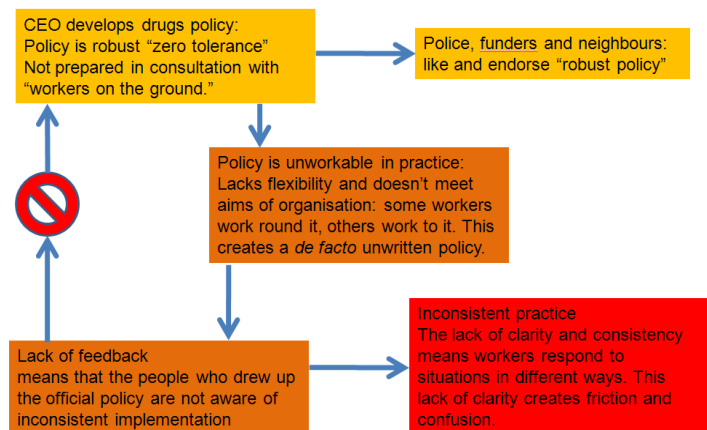 CEO develops drugs policy:
Policy is robust “zero tolerance”
Not prepared in consultation with
“workers on the ground.”
Police, funders and neighbours:
like and endorse “robust policy”
Policy is unworkable in practice:
Lacks flexibility and doesn’t meet
aims of organisation: some workers
work round it, others work to it. This
creates a de facto unwritten policy.
Lack of feedback
means that the people who drew up
the official policy are not aware of
inconsistent implementation
Inconsistent practice
The lack of clarity and consistency
means workers respond to
situations in different ways. This
lack of clarity creates friction and
confusion.